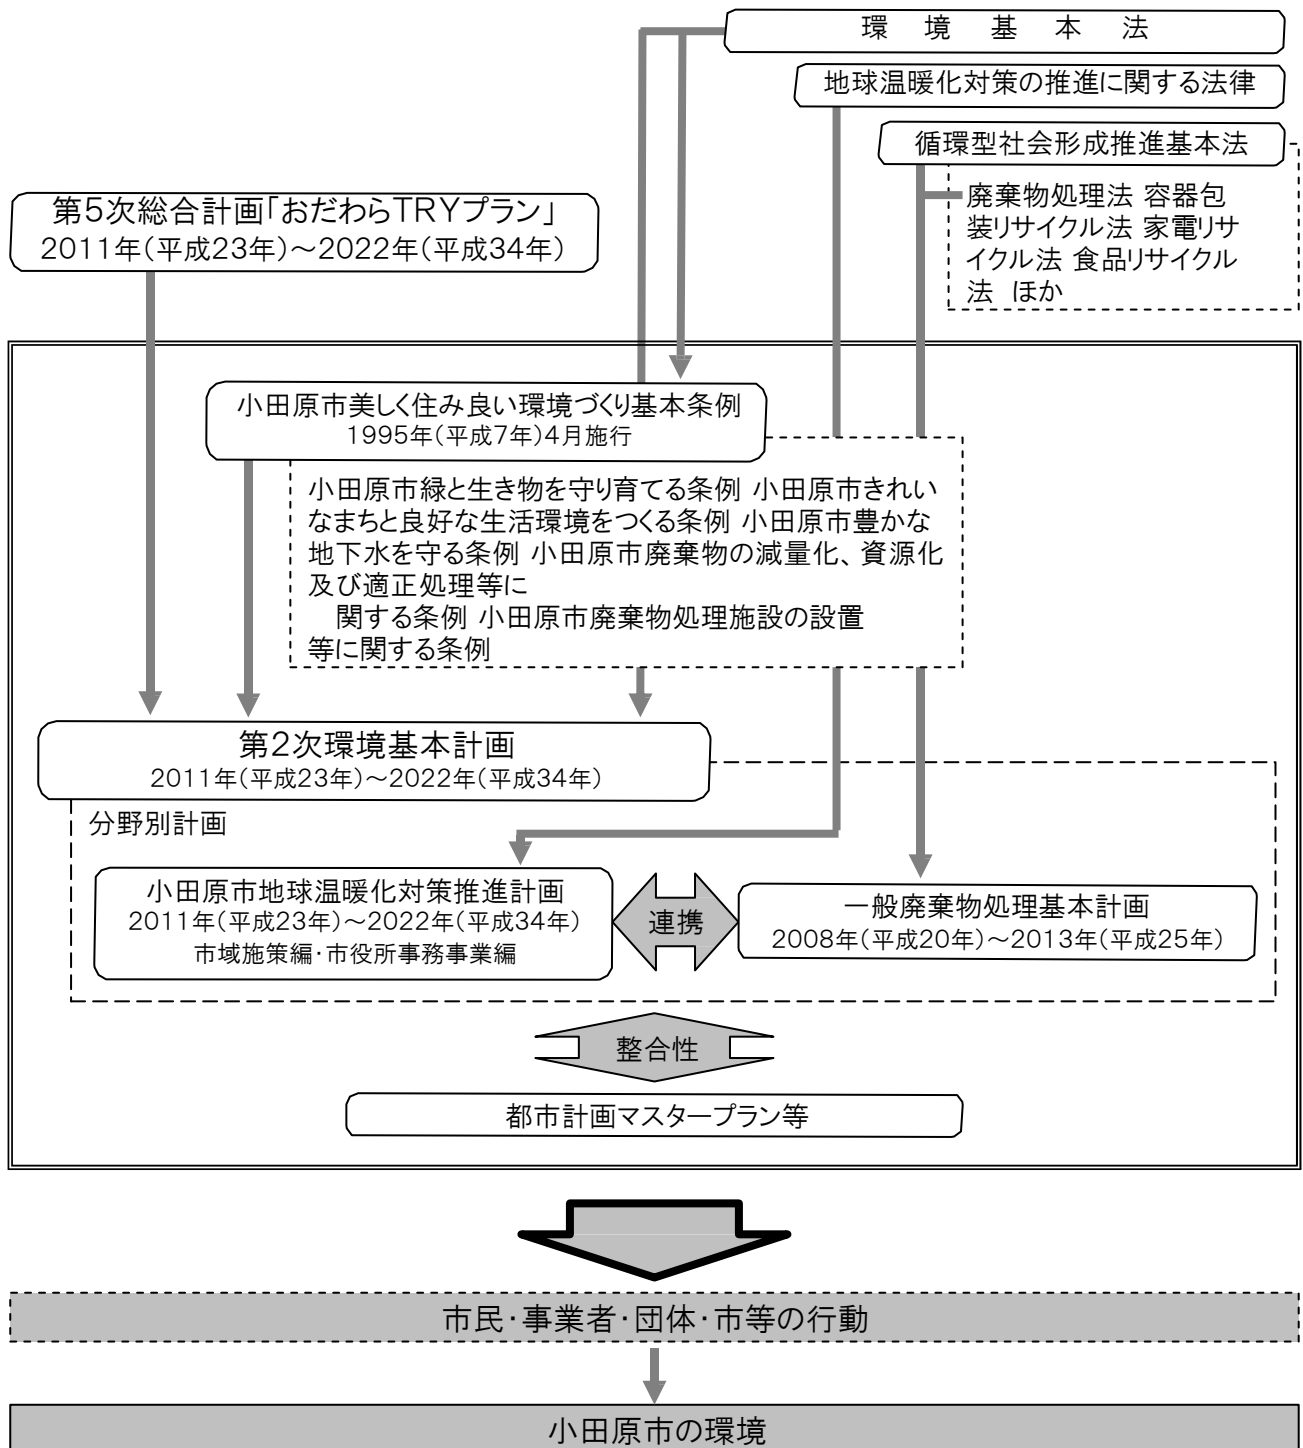 環境基本法
地球温暖化対策の推進に関する法律
循環型社会形成推進基本法
廃棄物処理法 容器包
装リサイクル法 家電リサ
イクル法 食品リサイクル
法 ほか
第5次総合計画「おだわらTRYプラン」
2011年(平成23年)～2022年(平成34年)
小田原市美しく住み良い環境づくり基本条例
1995年(平成7年)4月施行
小田原市緑と生き物を守り育てる条例 小田原市きれい
なまちと良好な生活環境をつくる条例 小田原市豊かな
地下水を守る条例 小田原市廃棄物の減量化、資源化
及び適正処理等に
関する条例 小田原市廃棄物処理施設の設置
等に関する条例
第2次環境基本計画
2011年(平成23年)～2022年(平成34年)
分野別計画
小田原市地球温暖化対策推進計画
2011年(平成23年)～2022年(平成34年)
市域施策編・市役所事務事業編
連携
一般廃棄物処理基本計画
2008年(平成20年)～2013年(平成25年)
整合性
都市計画マスタープラン等
市民・事業者・団体・市等の行動
小田原市の環境